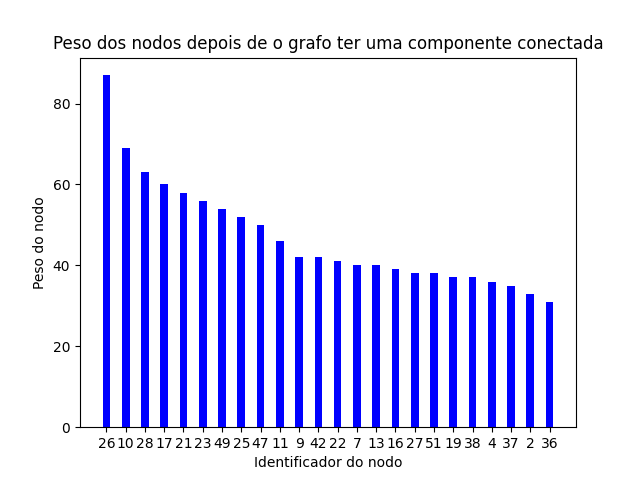 Peso dos nodos depois de o grafo ter uma componente conectada
80
60
40
20
0
Peso do nodo
26 10 28 17 21 23 49 25 47 11 9 42 22 7 13 16 27 51 19 38 4 37 2 36
Identificador do nodo